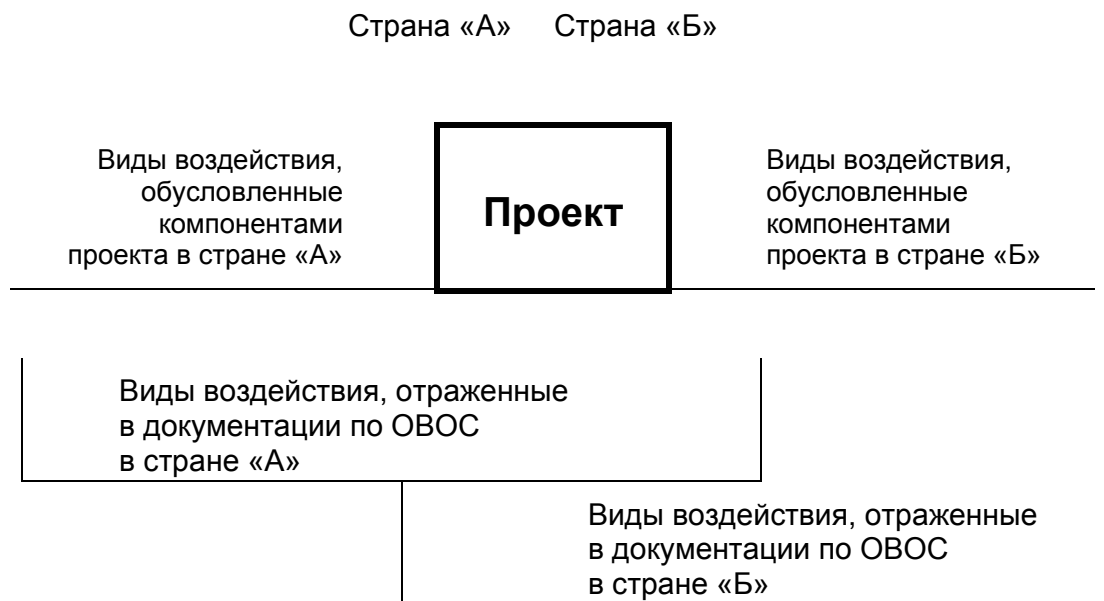 Страна «А» Страна «Б»
Виды воздействия,
обусловленные
компонентами
проекта в стране «А»
Проект
Виды воздействия,
обусловленные
компонентами
проекта в стране «Б»
Виды воздействия, отраженные
в документации по ОВОС
в стране «А»
Виды воздействия, отраженные
в документации по ОВОС
в стране «Б»